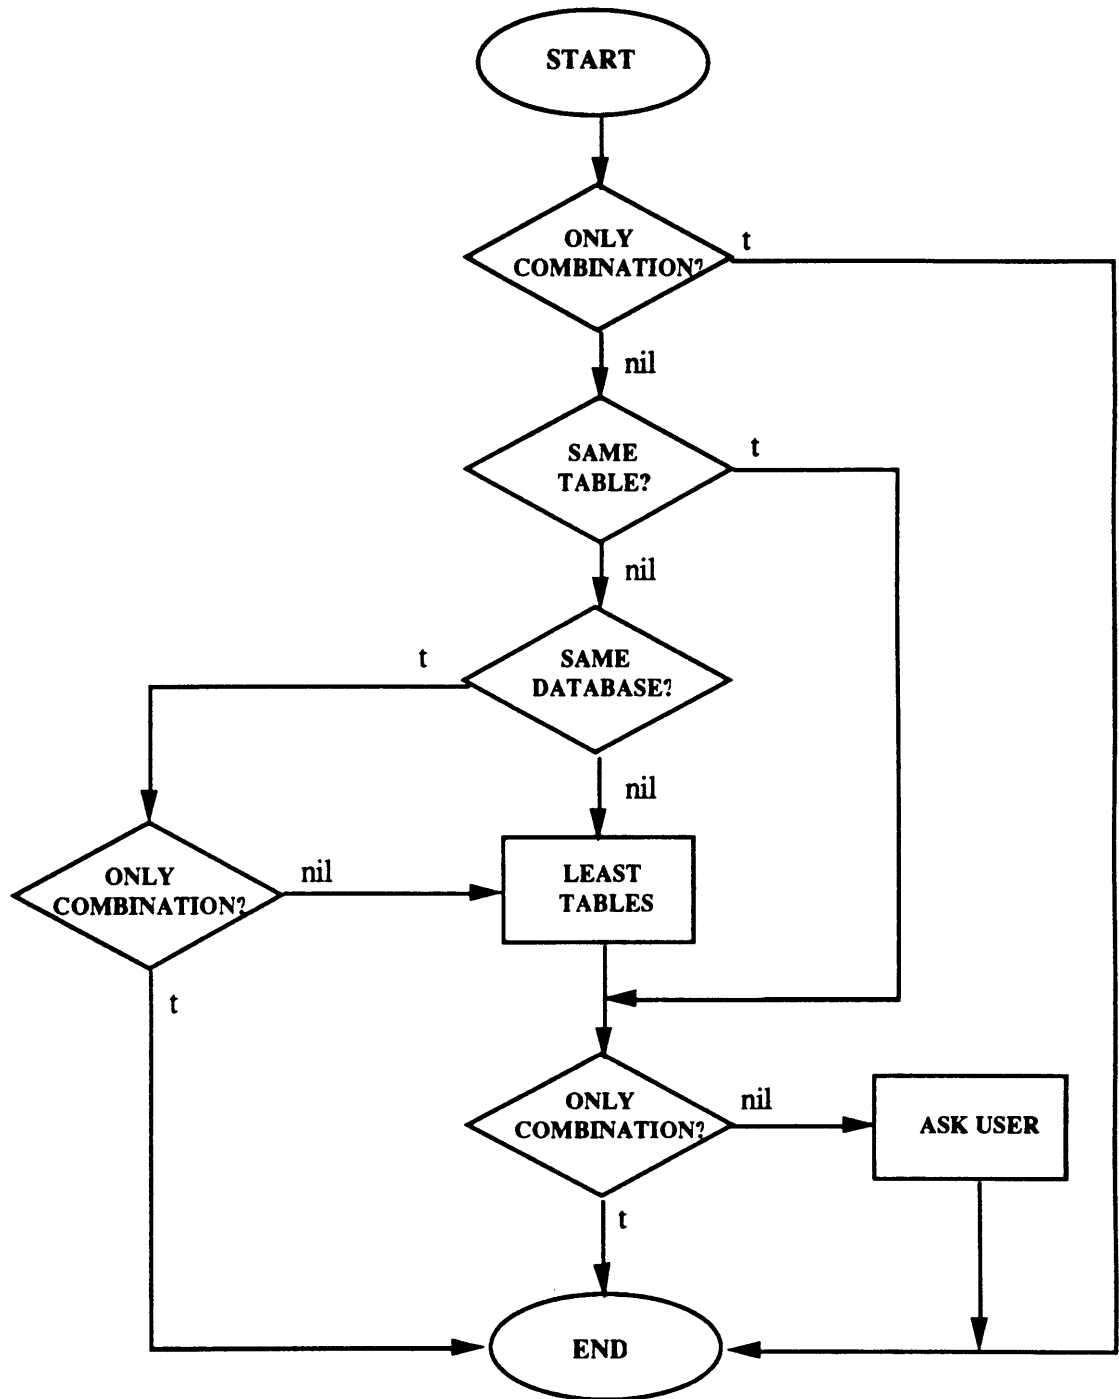 START
ONLY
COMBINATION?
t
nil
SAME
TABLE?
t
nil
SAME
DATABASE?
t
nil
ONLY
COMBINATION?
nil
t
LEAST
TABLES
ONLY
COMBINATION?
nil
ASK USER
t
END